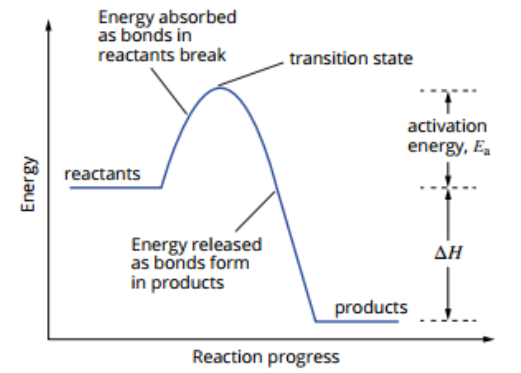 Energy absorbed
as bonds in
reactants break
transition state
activation
energy, Ea
reactants
Energy
Energy released
as bonds form
in products
ΔH
products
Reaction progress